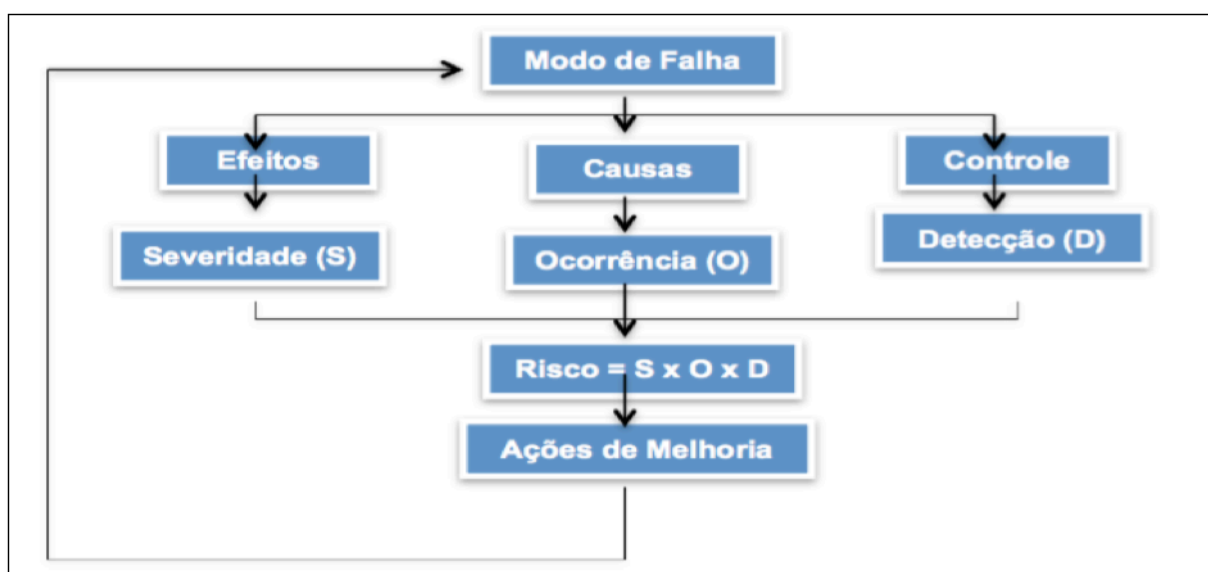 Modo de Falha
Efeitos
Causas
Controle
Severidade (S)
Ocorrência (O)
Detecção (D)
Risco = S x O x D
Ações de Melhoria